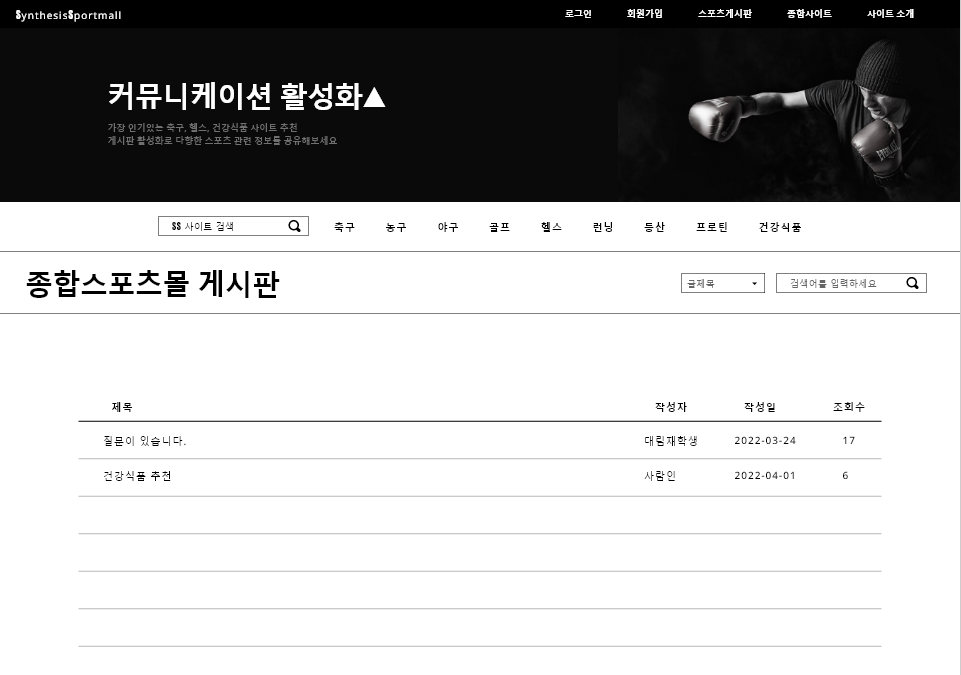 SynthesisSportmall
로그인 회원가입 스포츠게시판 종합사이트 사이트 소개
커뮤니케이션 활성화▲
가장 인기있는 축구, 헬스, 건강식품 사이트 추천
게시판 활성화로 다양한 스포츠 관련 정보를 공유해보세요
SS 사이트 검색 축구 농구 야구 골프 헬스 런닝 등산 프로틴 건강식품
종합스포츠몰 게시판 글제목 검색어를 입력하세요
제목 작성자 작성일 조회수
질문이 있습니다. 대림재학생 2022-03-24 17
건강식품 추천 사람인 2022-04-01 6